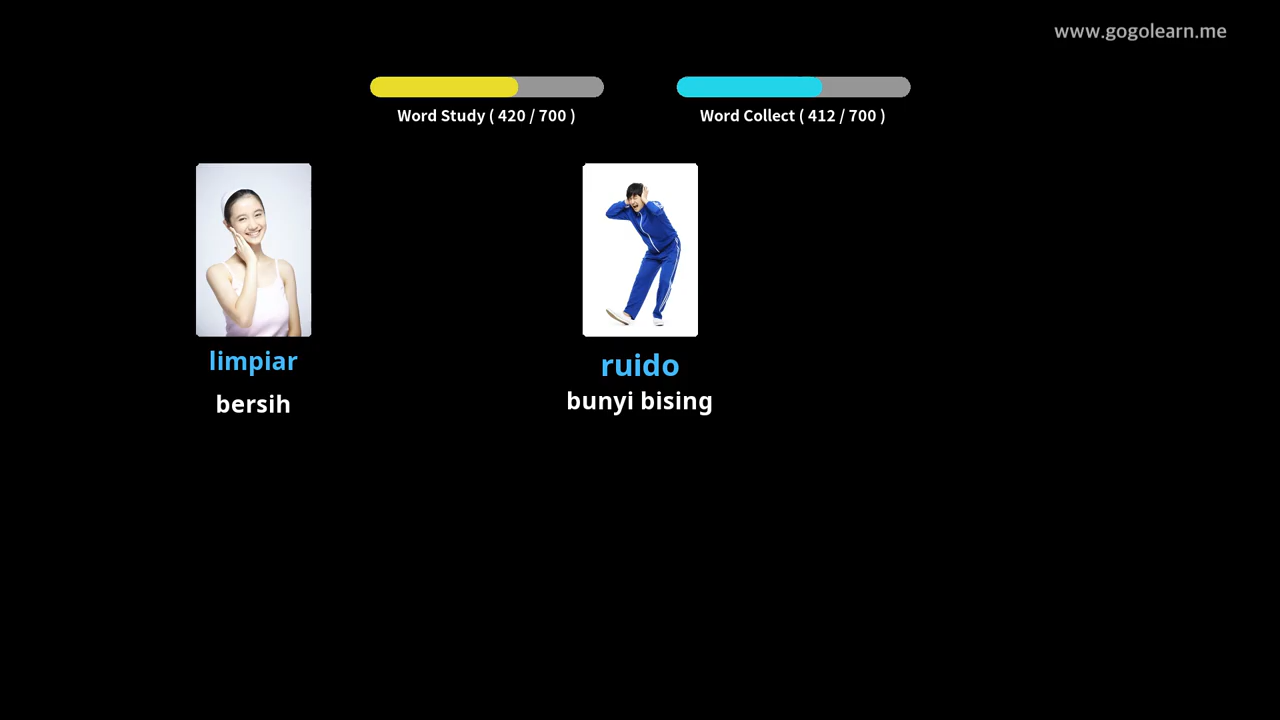 www.gogolearn.me
Word Study ( 420 / 700 )
Word Collect ( 412 / 700 )
limpiar
bersih
ruido
bunyi bising